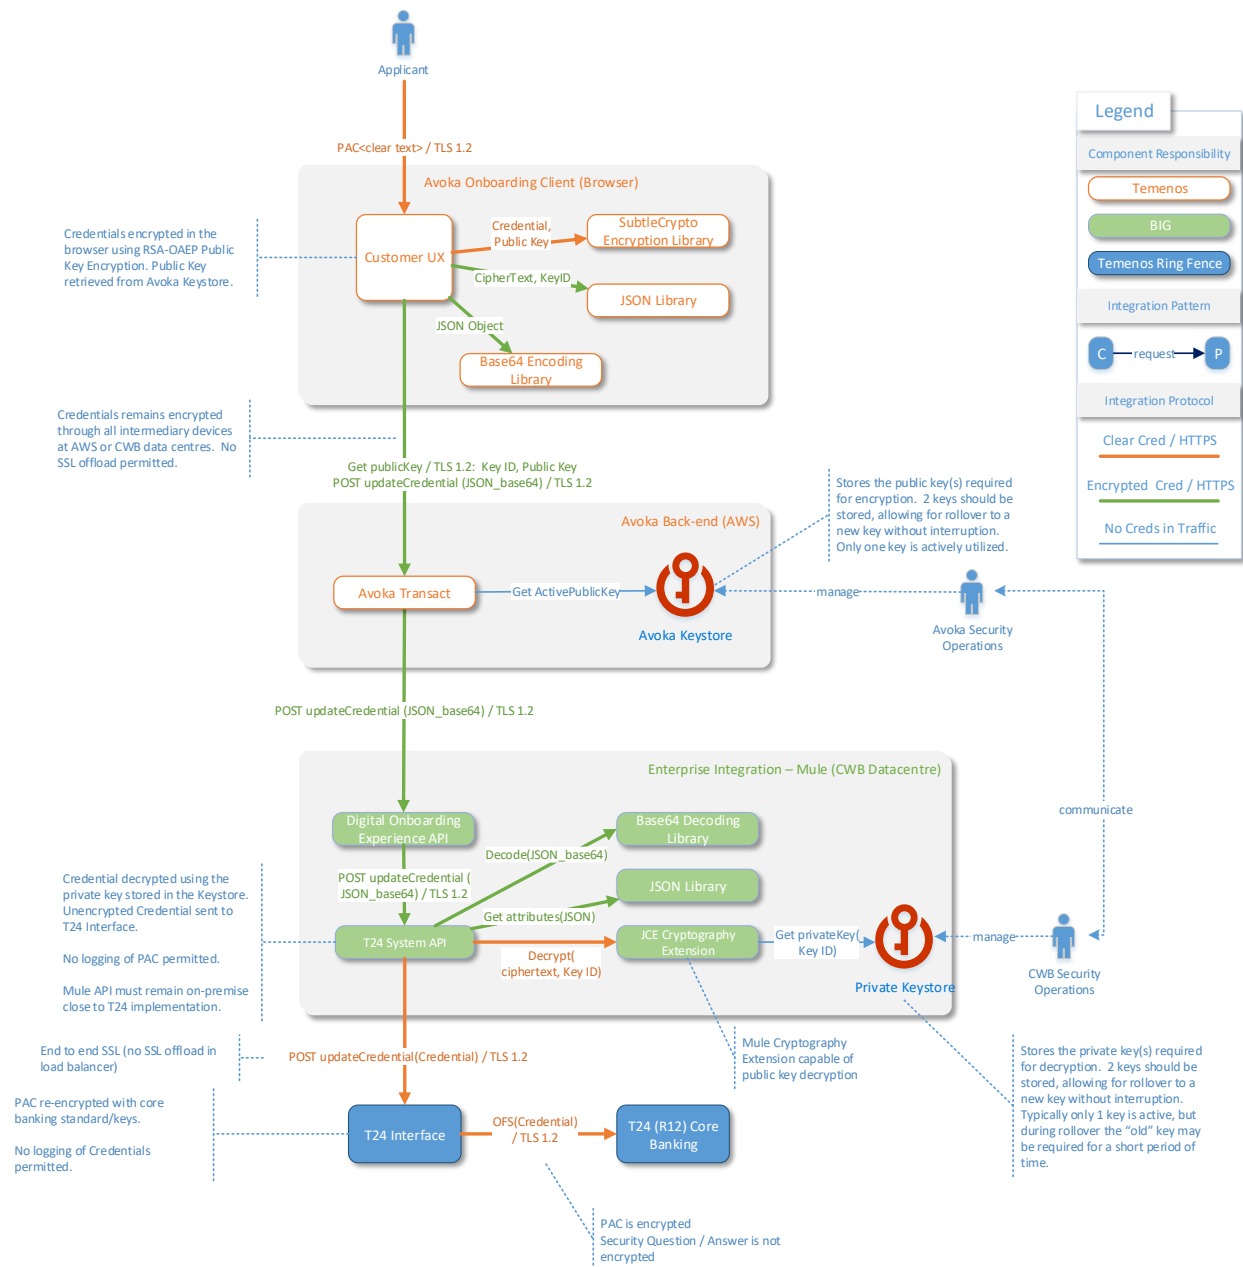 Applicant
PAC<clear text> / TLS 1.2
Avoka Onboarding Client (Browser)
Customer UX
Credential,
Public Key
SubtleCrypto
Encryption Library
CipherText, KeyID
JSON Library
JSON Object
Base64 Encoding
Library
Credentials encrypted in the
browser using RSA-OAEP Public
Key Encryption. Public Key
retrieved from Avoka Keystore.
Credentials remains encrypted
through all intermediary devices
at AWS or CWB data centres.  No
SSL offload permitted.
Get publicKey / TLS 1.2:  Key ID, Public Key
POST updateCredential (JSON_base64) / TLS 1.2
Legend
Component Responsibility
Temenos
BIG
Temenos Ring Fence
Integration Pattern
C
request
P
Integration Protocol
Clear Cred / HTTPS
Encrypted  Cred / HTTPS
No Creds in Traffic
Stores the public key(s) required
for encryption.  2 keys should be
stored, allowing for rollover to a
new key without interruption.
Only one key is actively utilized.
Avoka Back-end (AWS)
Avoka Transact
Get ActivePublicKey
Avoka Keystore
manage
Avoka Security
Operations
POST updateCredential (JSON_base64) / TLS 1.2
Enterprise Integration – Mule (CWB Datacentre)
communicate
Digital Onboarding
Experience API
Base64 Decoding
Library
Decode(JSON_base64)
POST updateCredential (
JSON_base64) / TLS 1.2
JSON Library
Get attributes(JSON)
T24 System API
Decrypt(
ciphertext, Key ID)
JCE Cryptography
Extension
Get privateKey(
Key ID)
Private Keystore
manage
CWB Security
Operations
Credential decrypted using the
private key stored in the Keystore.
Unencrypted Credential sent to
T24 Interface.
No logging of PAC permitted.
Mule API must remain on-premise
close to T24 implementation.
End to end SSL (no SSL offload in
load balancer)
POST updateCredential(Credential) / TLS 1.2
Mule Cryptography
Extension capable of
public key decryption
Stores the private key(s) required
for decryption.  2 keys should be
stored, allowing for rollover to a
new key without interruption.
Typically only 1 key is active, but
during rollover the “old” key may
be required for a short period of
time.
PAC re-encrypted with core
banking standard/keys.
No logging of Credentials
permitted.
T24 Interface
OFS(Credential)
/ TLS 1.2
T24 (R12) Core
Banking
PAC is encrypted
Security Question / Answer is not
encrypted